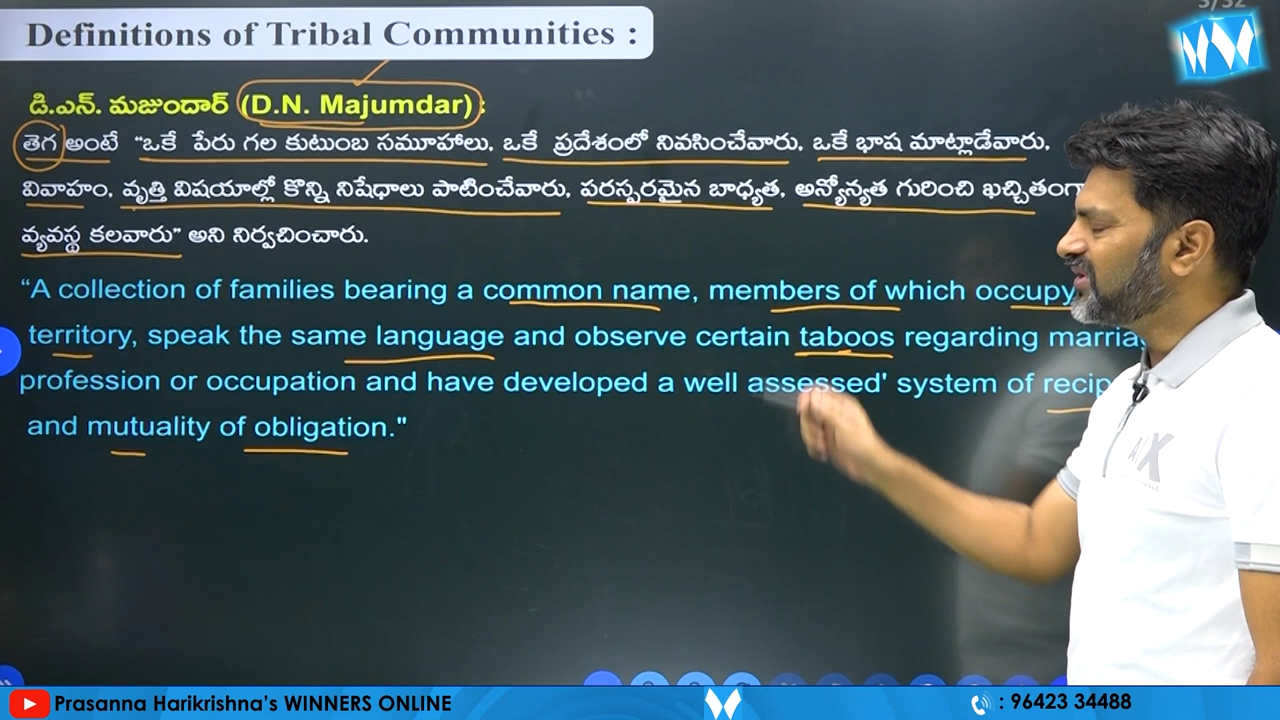 3/32
Definitions of Tribal Communities :
డి.ఎన్. మజుందార్ (D.N. Majumdar) :
తెగ అంటే “ఒకే పేరు గల కుటుంబ సమూహాలు, ఒకే ప్రదేశంలో నివసించేవారు, ఒకే భాష మాట్లాడేవారు,
వివాహం, వృత్తి విషయాల్లో కొన్ని నిషేధాలు పాటించేవారు, పరస్పరమైన బాధ్యత, అన్యోన్యత గురించి ఖచ్చితంగా
వ్యవస్థ కలవారు” అని నిర్వచించారు.
“A collection of families bearing a common name, members of which occupy
territory, speak the same language and observe certain taboos regarding
profession or occupation and have developed a well assessed' system of
and mutuality of obligation."
Prasanna Harikrishna's WINNERS ONLINE
: 96423 34488